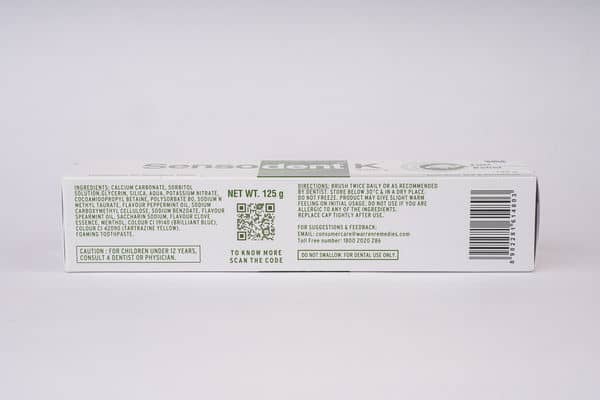 Sensodent K
INGREDIENTS: CALCIUM CARBONATE, SORBITOL
SOLUTION,GLYCERIN, SILICA, AQUA, POTASSIUM NITRATE,
COCOAMIDOPROPYL BETAINE, POLYSORBATE 80, SODIUM N
METHYL TAURATE, FLAVOUR PEPPERMINT OIL, SODIUM
CARBOXYMETHYL CELLULOSE, SODIUM BENZOATE, FLAVOUR
SPEARMINT OIL, SACCHARIN SODIUM, FLAVOUR CLOVE
ESSENCE, MENTHOL, COLOUR CI (BRILLIANT BLUE),
COLOUR CI (TARTRAZINE YELLOW).
FOAMING TOOTHPASTE.
CAUTION : FOR CHILDREN UNDER 12 YEARS,
CONSULT A DENTIST OR PHYSICIAN.
NET WT. 125 g
TO KNOW MORE
SCAN THE CODE
DIRECTIONS: BRUSH TWICE DAILY OR AS RECOMMENDED
BY DENTIST. STORE BELOW 30°C & IN A DRY PLACE.
DO NOT FREEZE. PRODUCT MAY GIVE SLIGHT WARM
FEELING ON INITIAL USAGE. DO NOT USE IF YOU ARE
ALLERGIC TO ANY OF THE INGREDIENTS.
REPLACE CAP TIGHTLY AFTER USE.
FOR SUGGESTIONS & FEEDBACK:
EMAIL: consumercare@warrenremedies.com
Toll Free number: 1800 2020 286
DO NOT SWALLOW. FOR DENTAL USE ONLY.